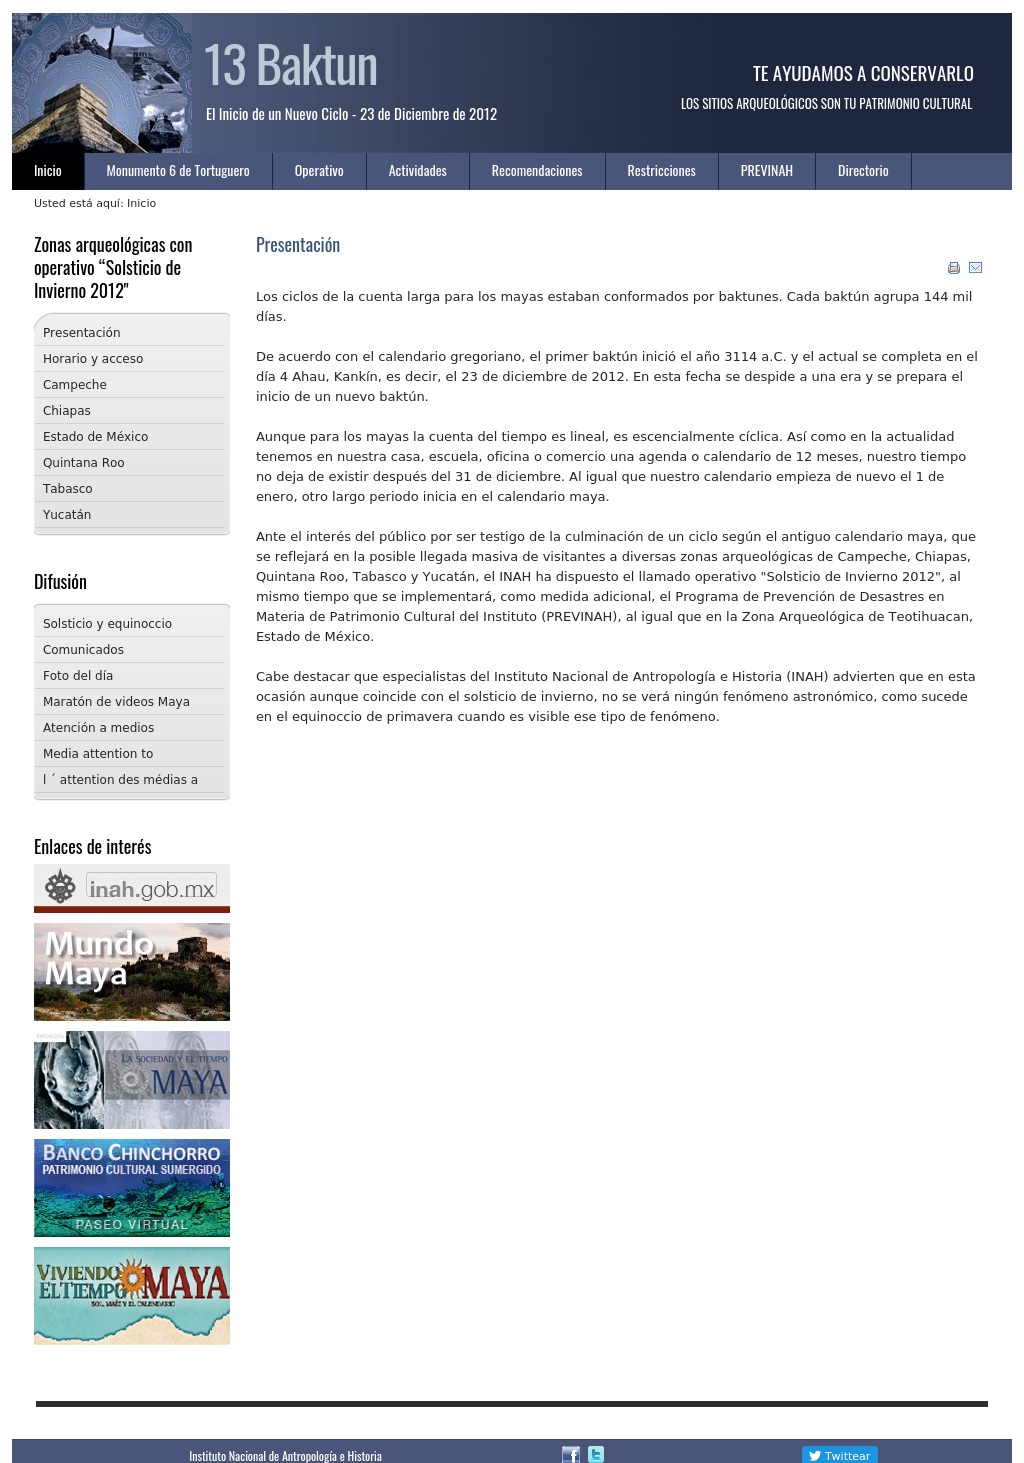 13 Baktun
El Inicio de un Nuevo Ciclo - 23 de Diciembre de 2012
TE AYUDAMOS A CONSERVARLO
LOS SITIOS ARQUEOLÓGICOS SON TU PATRIMONIO CULTURAL
Inicio Monumento 6 de Tortuguero Operativo Actividades Recomendaciones Restricciones PREVINAH Directorio
Usted está aquí: Inicio
Zonas arqueológicas con
operativo “Solsticio de
Invierno 2012"
Presentación
Horario y acceso
Campeche
Chiapas
Estado de México
Quintana Roo
Tabasco
Yucatán
Difusión
Solsticio y equinoccio
Comunicados
Foto del día
Maratón de videos Maya
Atención a medios
Media attention to
l ´ attention des médias a
Enlaces de interés
inah.gob.mx
Mundo
Maya
LA SOCIEDAD Y EL TIEMPO
MAYA
BANCO CHINCHORRO
PATRIMONIO CULTURAL SUMERGIDO
PASEO VIRTUAL
VIVIENDO
EL TIEMPO MAYA
SOL, MAÍZ Y EL CALENDARIO
Presentación
Los ciclos de la cuenta larga para los mayas estaban conformados por baktunes. Cada baktún agrupa 144 mil
días.
De acuerdo con el calendario gregoriano, el primer baktún inició el año 3114 a.C. y el actual se completa en el
día 4 Ahau, Kankín, es decir, el 23 de diciembre de 2012. En esta fecha se despide a una era y se prepara el
inicio de un nuevo baktún.
Aunque para los mayas la cuenta del tiempo es lineal, es escencialmente cíclica. Así como en la actualidad
tenemos en nuestra casa, escuela, oficina o comercio una agenda o calendario de 12 meses, nuestro tiempo
no deja de existir después del 31 de diciembre. Al igual que nuestro calendario empieza de nuevo el 1 de
enero, otro largo periodo inicia en el calendario maya.
Ante el interés del público por ser testigo de la culminación de un ciclo según el antiguo calendario maya, que
se reflejará en la posible llegada masiva de visitantes a diversas zonas arqueológicas de Campeche, Chiapas,
Quintana Roo, Tabasco y Yucatán, el INAH ha dispuesto el llamado operativo "Solsticio de Invierno 2012", al
mismo tiempo que se implementará, como medida adicional, el Programa de Prevención de Desastres en
Materia de Patrimonio Cultural del Instituto (PREVINAH), al igual que en la Zona Arqueológica de Teotihuacan,
Estado de México.
Cabe destacar que especialistas del Instituto Nacional de Antropología e Historia (INAH) advierten que en esta
ocasión aunque coincide con el solsticio de invierno, no se verá ningún fenómeno astronómico, como sucede
en el equinoccio de primavera cuando es visible ese tipo de fenómeno.
Instituto Nacional de Antropología e Historia
Twittear